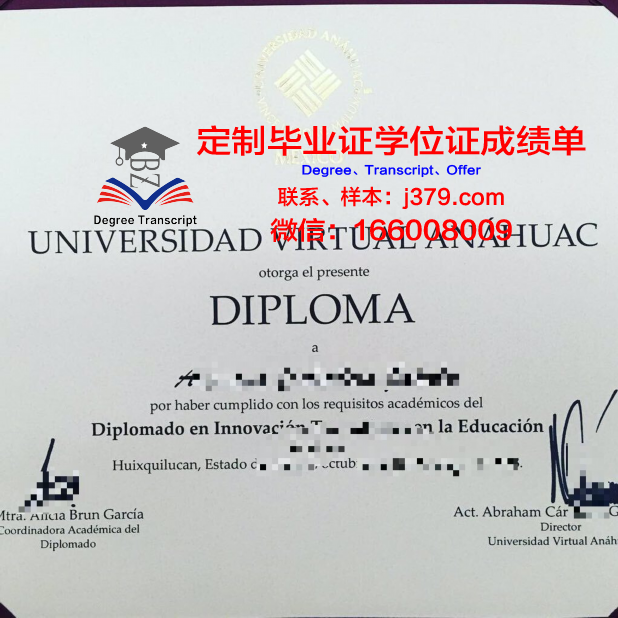 UNIVERSIDAD ANÁHUAC
MÉXICO
定制毕业证学位证成绩单
Degree、Transcript、Offer
联系、样本：j379.com
微信：166008009
Degree Transcript
UNIVERSIDAD VIRTUAL ANÁHUAC
otorga el presente
DIPLOMA
a
por haber cumplido con los requisitos académicos del
Diplomado en Innovación en la Educación
Huixquilucan, Estado
Mtra. Alicia Brun García
Coordinadora Académica del
Diplomado
Act. Abraham Cár
Director
Universidad Virtual Anáh